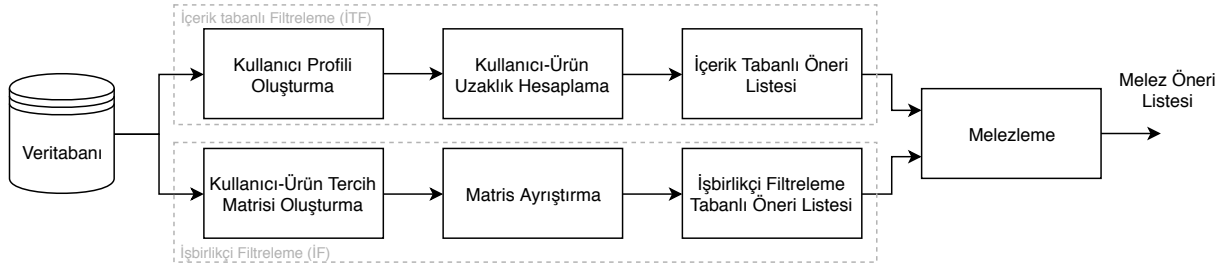 İçerik tabanlı Filtreleme (İTF)
Kullanıcı Profili
Oluşturma
Kullanıcı-Ürün
Uzaklık Hesaplama
İçerik Tabanlı Öneri
Listesi
Veritabanı
Melezleme
Melez Öneri
Listesi
Kullanıcı-Ürün Tercih
Matrisi Oluşturma
Matris Ayrıştırma
İşbirlikçi Filtreleme
Tabanlı Öneri Listesi
İşbirlikçi Filtreleme (İF)